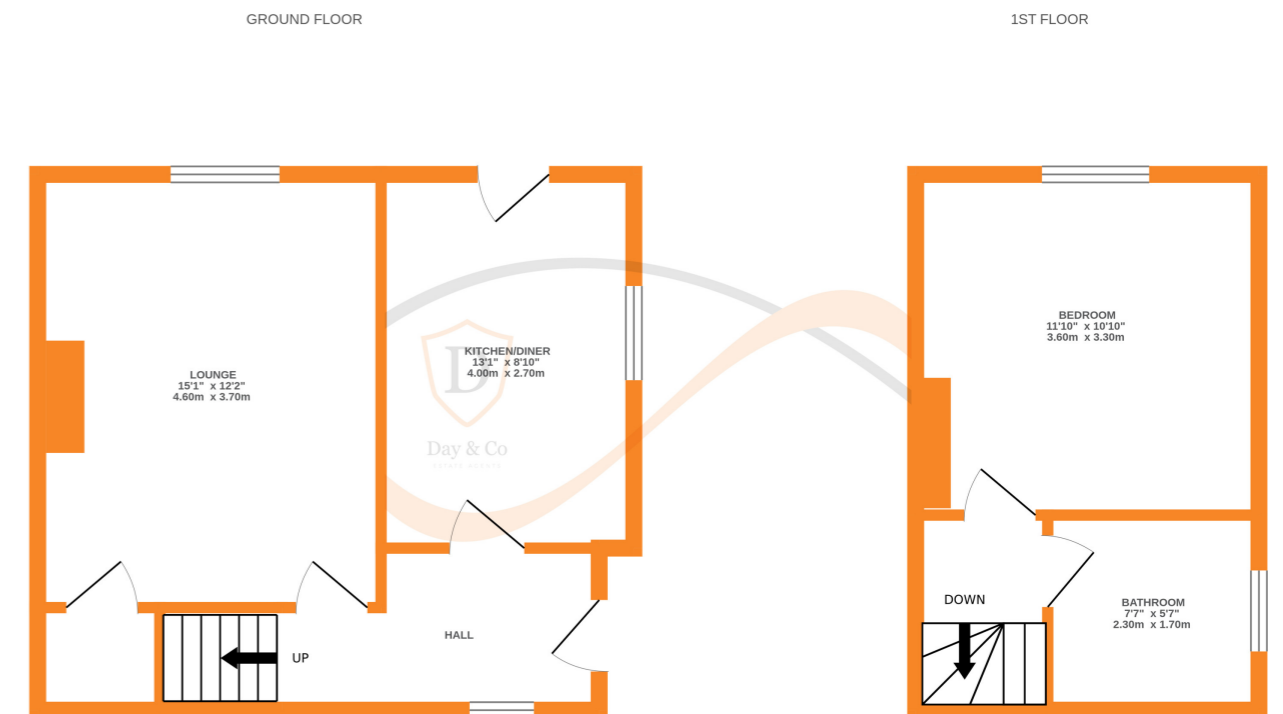 GROUND FLOOR
1ST FLOOR
LOUNGE
15'1" x 12'2"
4.60m x 3.70m
KITCHEN/DINER
13'1" x 8'10"
4.00m x 2.70m
D
Day & Co
ESTATE AGENTS
HALL
UP
BEDROOM
11'10" x 10'10"
3.60m x 3.30m
DOWN
BATHROOM
7'7" x 5'7"
2.30m x 1.70m